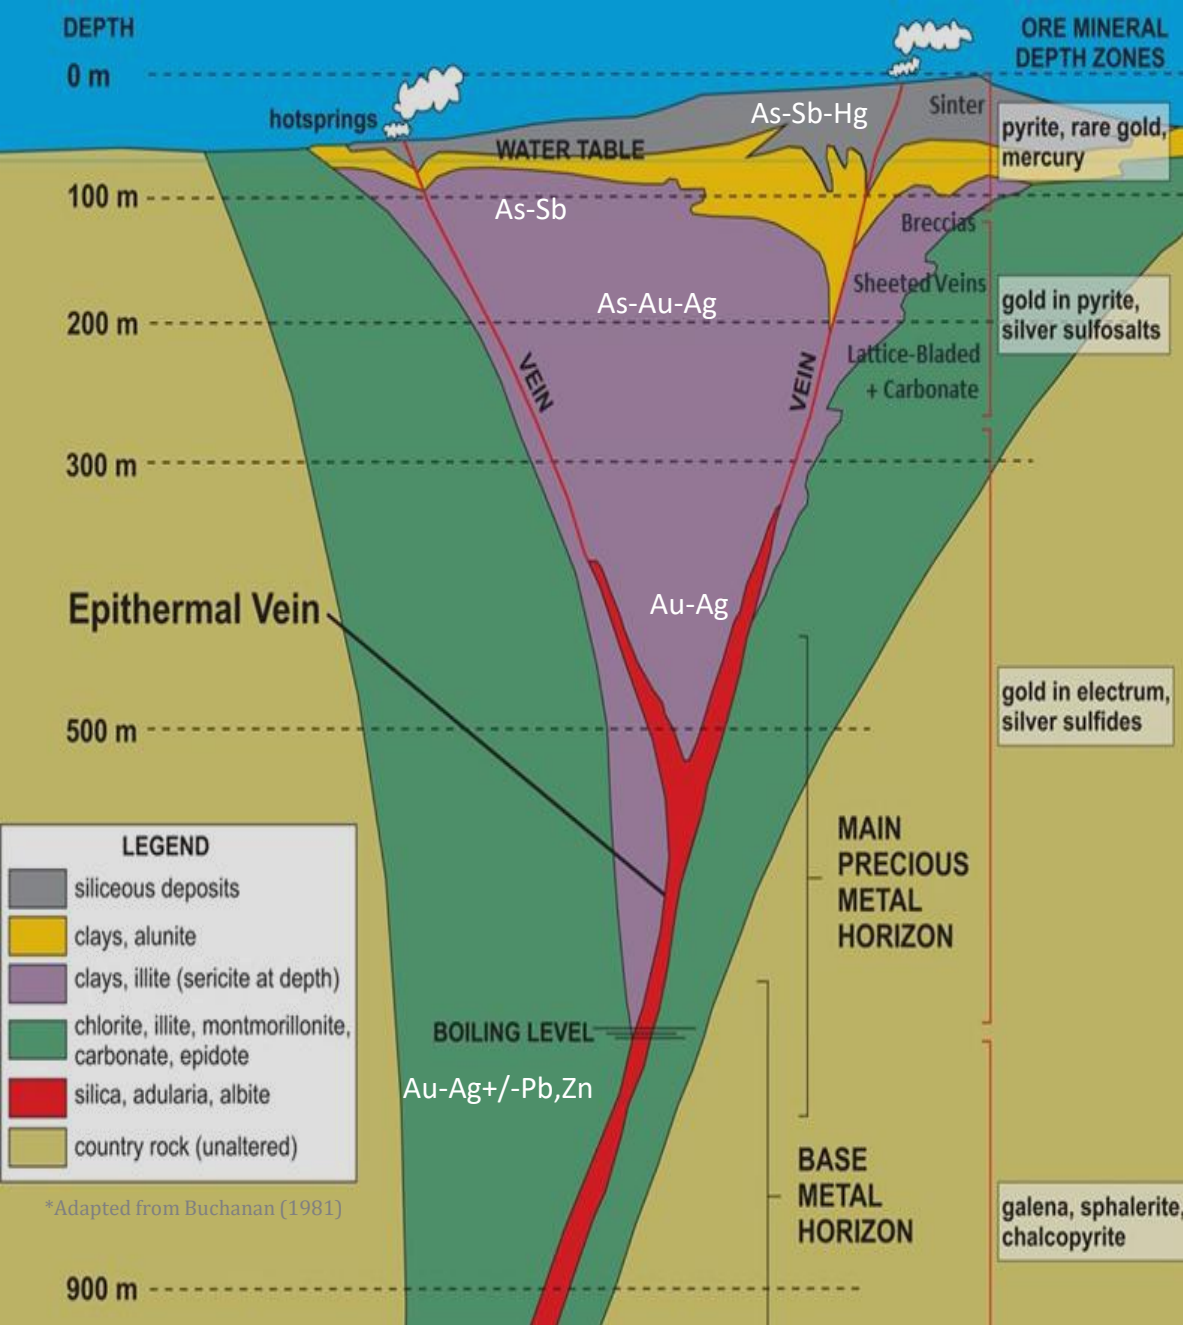 DEPTH
ORE MINERAL
DEPTH ZONES
0 m
hotsprings
As-Sb-Hg
Sinter
pyrite, rare gold,
mercury
WATER TABLE
100 m
As-Sb
Breccias
Sheeted Veins
gold in pyrite,
silver sulfosalts
As-Au-Ag
200 m
Lattice-Bladed
+ Carbonate
VEIN
VEIN
300 m
Epithermal Vein
Au-Ag
gold in electrum,
silver sulfides
500 m
MAIN
PRECIOUS
METAL
HORIZON
LEGEND
siliceous deposits
clays, alunite
clays, illite (sericite at depth)
chlorite, illite, montmorillonite,
carbonate, epidote
silica, adularia, albite
country rock (unaltered)
BOILING LEVEL
Au-Ag+/-Pb,Zn
BASE
METAL
HORIZON
galena, sphalerite,
chalcopyrite
*Adapted from Buchanan (1981)
900 m